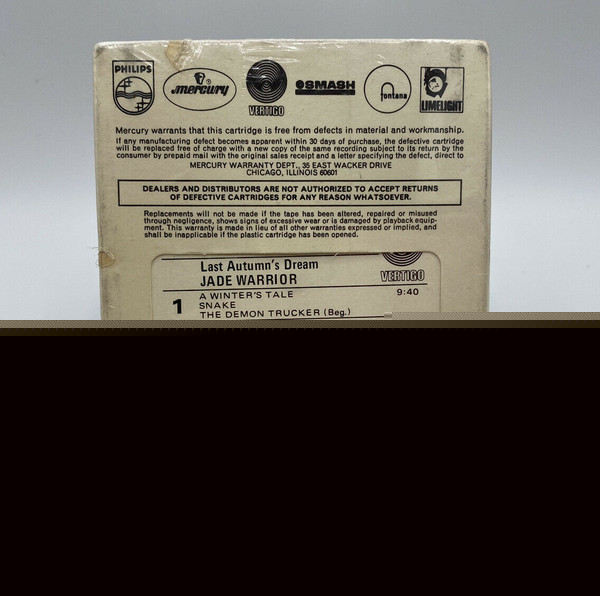 PHILIPS
mercury
VERTIGO
SMASH
fontana
LIMELIGHT
Mercury warrants that this cartridge is free from defects in material and workmanship.
If any manufacturing defect becomes apparent within 30 days of purchase, the defective cartridge
will be replaced free of charge with a new copy of the same recording subject to its return by the
consumer by prepaid mail with the original sales receipt and a letter specifying the defect, direct to
MERCURY WARRANTY DEPT., 35 EAST WACKER DRIVE
CHICAGO, ILLINOIS 60601
DEALERS AND DISTRIBUTORS ARE NOT AUTHORIZED TO ACCEPT RETURNS
OF DEFECTIVE CARTRIDGES FOR ANY REASON WHATSOEVER.
Replacements will not be made if the tape has been altered, repaired or misused
through negligence, shows signs of excessive wear or is damaged by playback equip-
ment. This warranty is made in lieu of all other warranties expressed or implied, and
shall be inapplicable if the plastic cartridge has been opened.
Last Autumn's Dream
JADE WARRIOR
VERTIGO
1
A WINTER'S TALE 9:40
SNAKE
THE DEMON TRUCKER (Beg.)